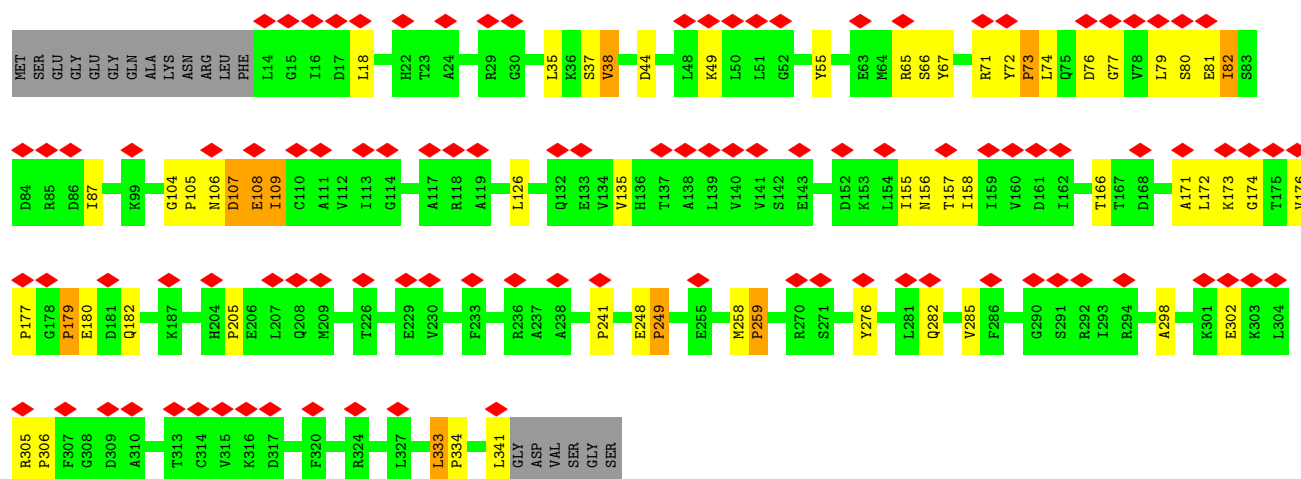 MET SER GLU GLY GLU GLY GLN ALA LYS ASN ARG LEU PHE L14 G15 I16 D17 L18 H22 T23 A24 R29 G30 L35 K36 S37 V38 D44 L48 K49 L50 L51 G52 Y55 E63 M64 R65 S66 Y67 R71 Y72 P73 L74 Q75 D76 G77 V78 L79 S80 E81 I82 S83
D84 R85 D86 I87 K99 G104 P105 N106 D107 E108 I109 C110 A111 V112 I113 G114 A117 R118 A119 L126 Q132 E133 V134 V135 H136 T137 A138 L139 V140 V141 S142 E143 D152 K153 L154 I155 N156 T157 I158 I159 V160 D161 I162 T166 T167 D168 A171 L172 K173 G174 T175 V176
P177 G178 P179 E180 D181 Q182 K187 H204 P205 E206 L207 Q208 M209 T226 E229 V230 F233 R236 A237 A238 P241 E248 P249 E255 M258 P259 R270 S271 Y276 L281 Q282 V285 F286 G290 S291 R292 I293 R294 A298 K301 E302 K303 L304
R305 P306 F307 G308 D309 A310 T313 C314 V315 K316 D317 F320 R324 L327 L333 P334 L341 GLY ASP VAL SER GLY SER